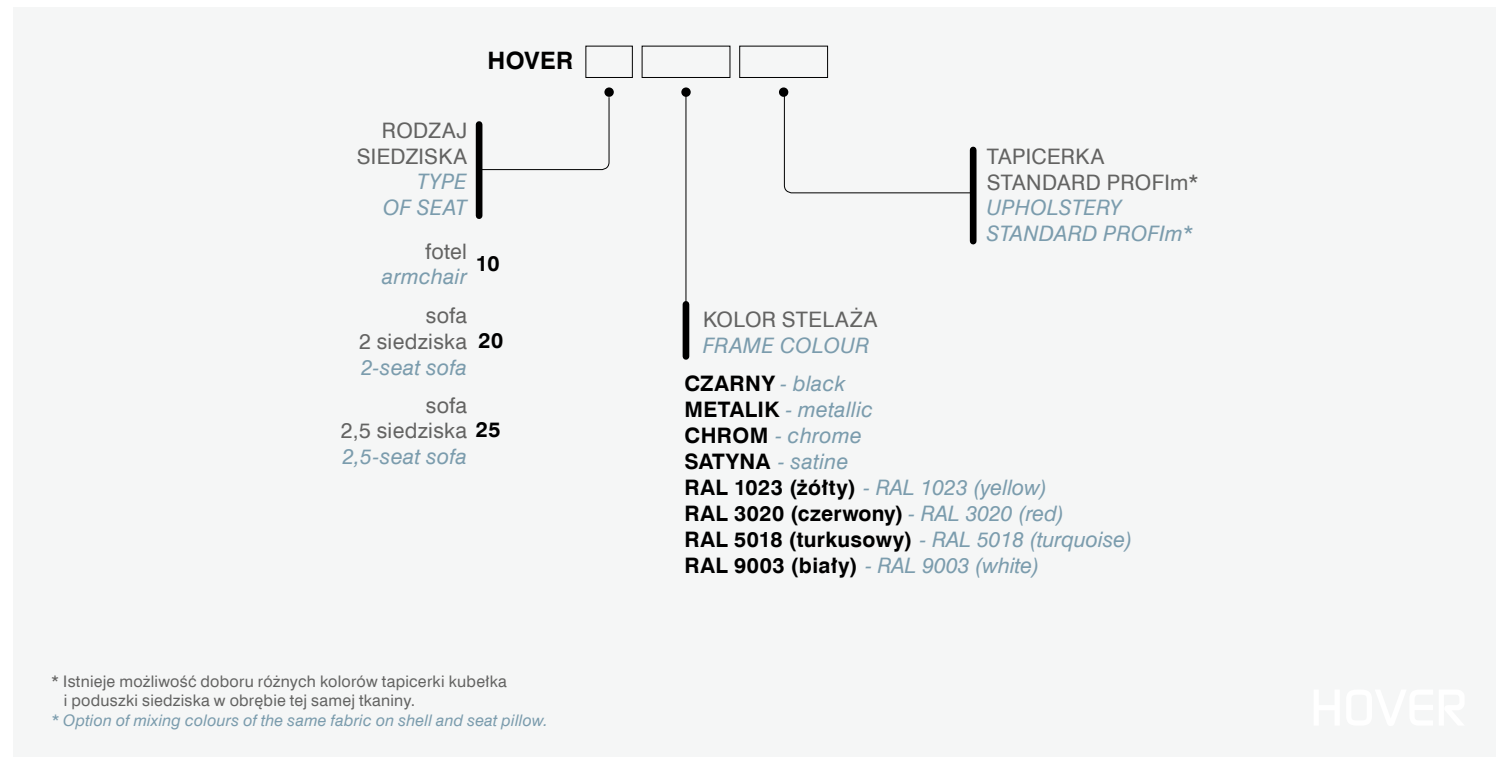 HOVER
RODZAJ
SIEDZISKA
TYPE
OF SEAT
fotel
armchair 10
sofa
2 siedziska 20
2-seat sofa
sofa
2,5 siedziska 25
2,5-seat sofa
KOLOR STELAŻA
FRAME COLOUR
CZARNY - black
METALIK - metallic
CHROM - chrome
SATYNA - satine
RAL 1023 (żółty) - RAL 1023 (yellow)
RAL 3020 (czerwony) - RAL 3020 (red)
RAL 5018 (turkusowy) - RAL 5018 (turquoise)
RAL 9003 (biały) - RAL 9003 (white)
TAPICERKA
STANDARD PROFIm*
UPHOLSTERY
STANDARD PROFIm*
* Istnieje możliwość doboru różnych kolorów tapicerki kubełka
i poduszki siedziska w obrębie tej samej tkaniny.
* Option of mixing colours of the same fabric on shell and seat pillow.
HOVER